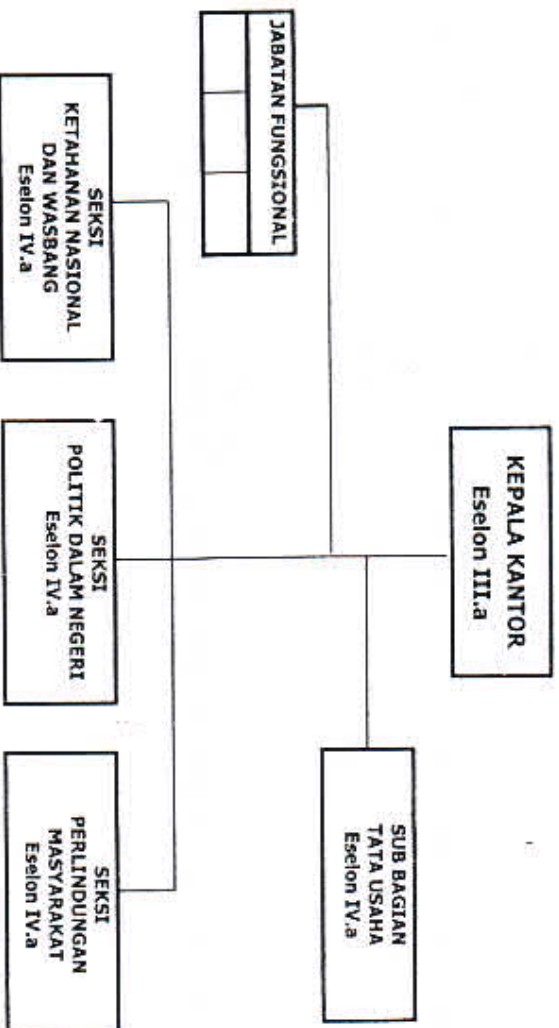 KEPALA KANTOR
Eselon III.a
JABATAN FUNGSIONAL
SUB BAGIAN
TATA USAHA
Eselon IV.a
SEKSI
KETAHANAN NASIONAL
DAN WASBANG
Eselon IV.a
SEKSI
POLITIK DALAM NEGERI
Eselon IV.a
SEKSI
PERLINDUNGAN
MASYARAKAT
Eselon IV.a